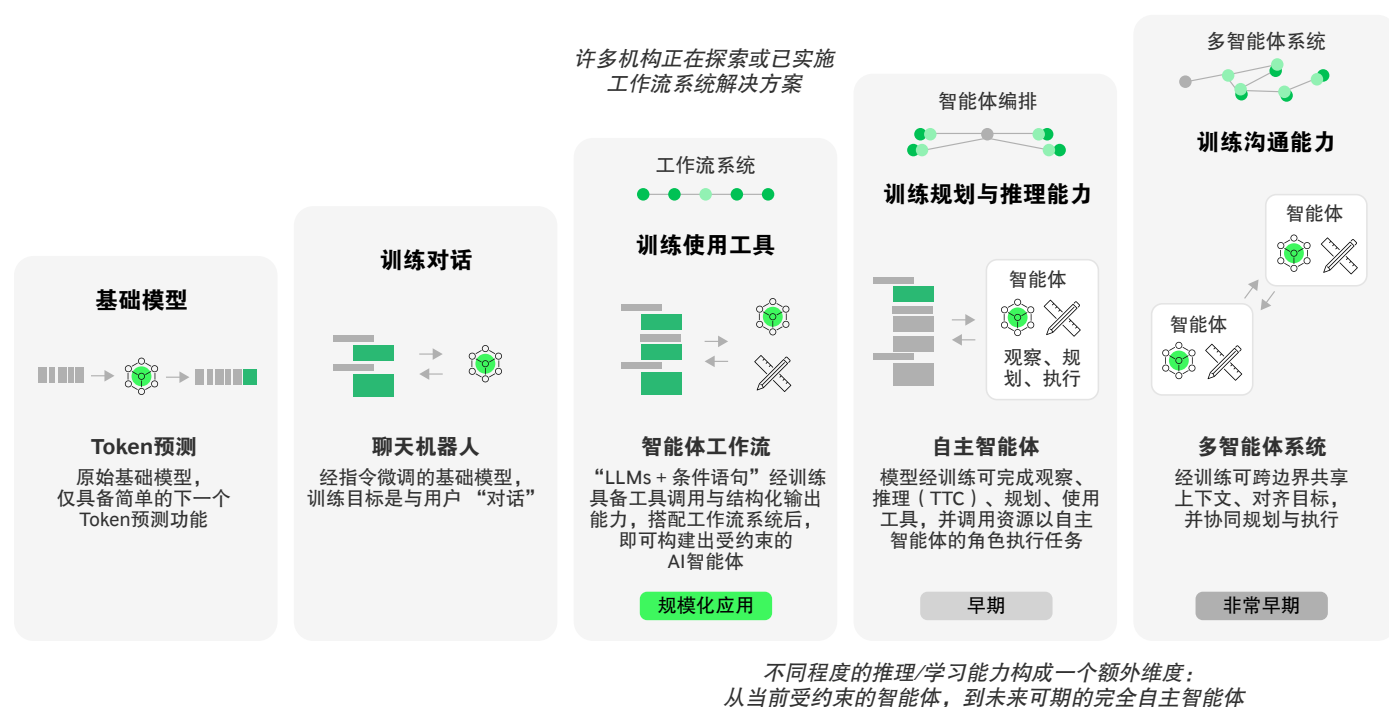 基础模型
Token预测
原始基础模型，
仅具备简单的下一个
Token预测功能
训练对话
聊天机器人
经指令微调的基础模型，
训练目标是与用户 “对话”
许多机构正在探索或已实施
工作流系统解决方案
工作流系统
训练使用工具
智能体工作流
“LLMs + 条件语句”经训练
具备工具调用与结构化输出
能力，搭配工作流系统后，
即可构建出受约束的
AI智能体
规模化应用
智能体编排
训练规划与推理能力
智能体
观察、规
划、执行
自主智能体
模型经训练可完成观察、
推理（TTC）、规划、使用
工具，并调用资源以自主
智能体的角色执行任务
早期
多智能体系统
训练沟通能力
智能体
智能体
多智能体系统
经训练可跨边界共享
上下文、对齐目标，
并协同规划与执行
非常早期
不同程度的推理/学习能力构成一个额外维度：
从当前受约束的智能体，到未来可期的完全自主智能体